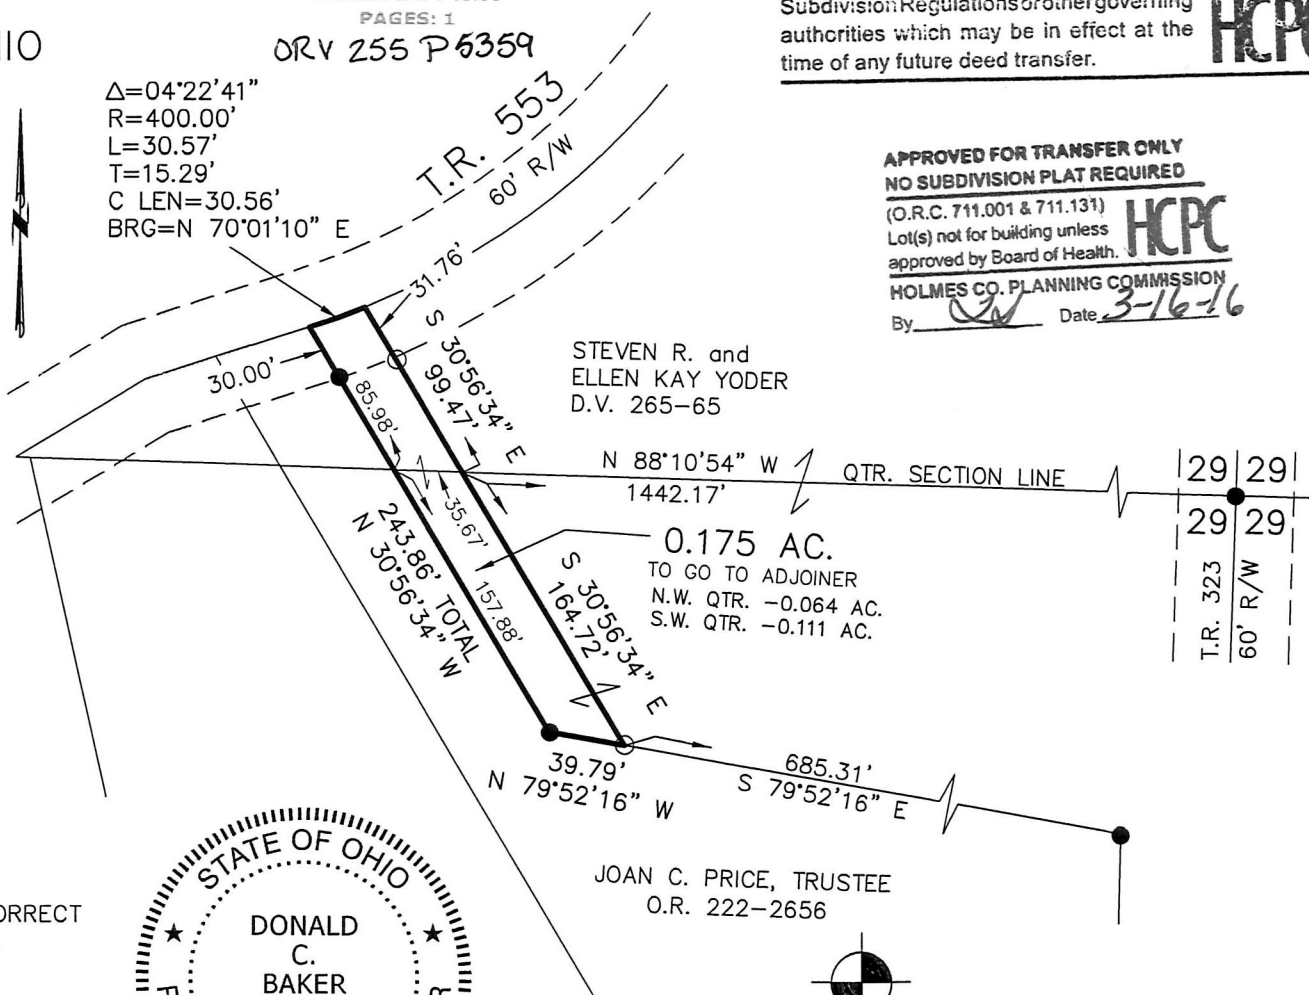 PAGES: 1
ORV 255 P 5359
Subdivision Regulations or other governing
authorities which may be in effect at the
time of any future deed transfer.
HCPC
Δ=04°22'41"
R=400.00'
L=30.57'
T=15.29'
C LEN=30.56'
BRG=N 70°01'10" E
T.R. 553
60' R/W
APPROVED FOR TRANSFER ONLY
NO SUBDIVISION PLAT REQUIRED
(O.R.C. 711.001 & 711.131)
Lot(s) not for building unless
approved by Board of Health.
HCPC
HOLMES CO. PLANNING COMMISSION
By Date 3-16-16
31.76'
30.00'
S 30°56'34" E
99.47'
85.98'
STEVEN R. and
ELLEN KAY YODER
D.V. 265-65
N 88°10'54" W
1442.17'
QTR. SECTION LINE
29 29
29 29
T.R. 323
60' R/W
35.67'
0.175 AC.
TO GO TO ADJOINER
N.W. QTR. -0.064 AC.
S.W. QTR. -0.111 AC.
243.86' TOTAL
N 30°56'34" W
157.88'
S 30°56'34" E
164.72'
39.79'
N 79°52'16" W
685.31'
S 79°52'16" E
JOAN C. PRICE, TRUSTEE
O.R. 222-2656
ORRECT
STATE OF OHIO
DONALD
C.
BAKER
N